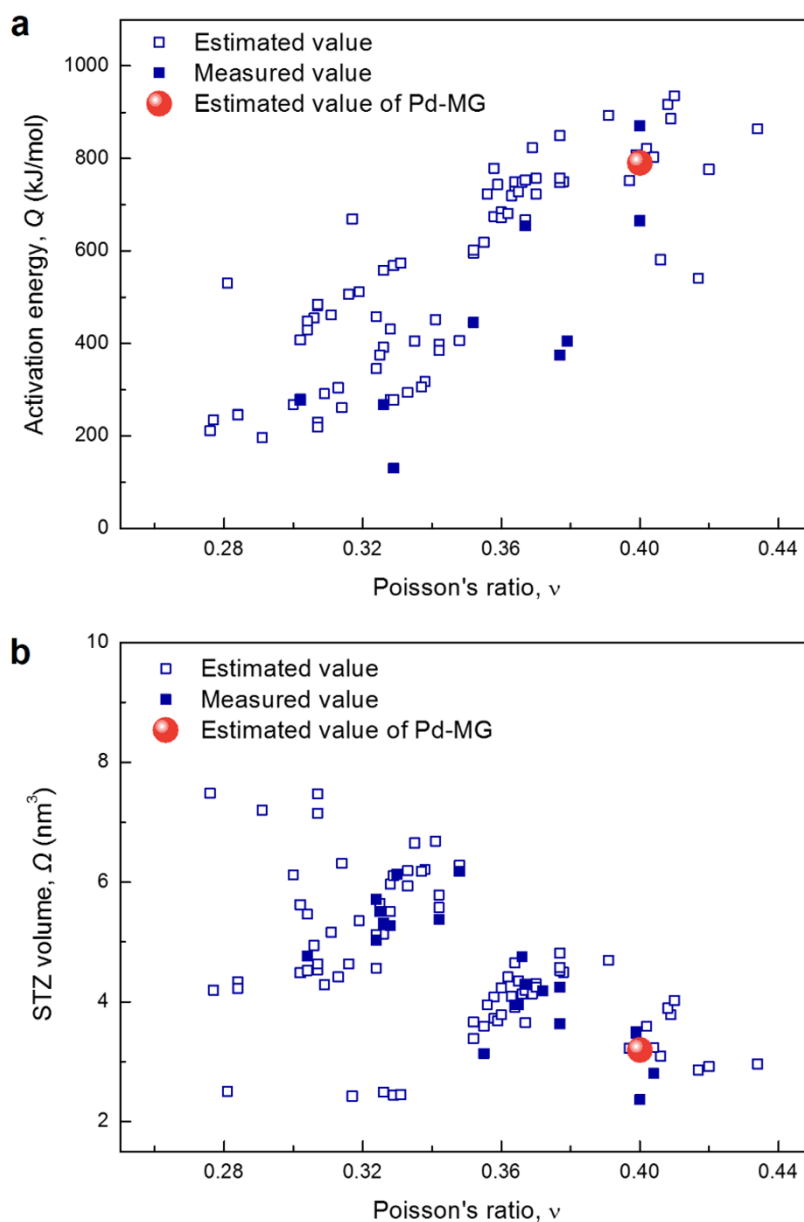 a
Estimated value
Measured value
Estimated value of Pd-MG
1000
800
600
400
200
0
Activation energy, Q (kJ/mol)
0.28 0.32 0.36 0.40 0.44
Poisson's ratio, ν
b
10
Estimated value
Measured value
Estimated value of Pd-MG
8
6
4
2
STZ volume, Ω (nm³)
0.28 0.32 0.36 0.40 0.44
Poisson's ratio, ν